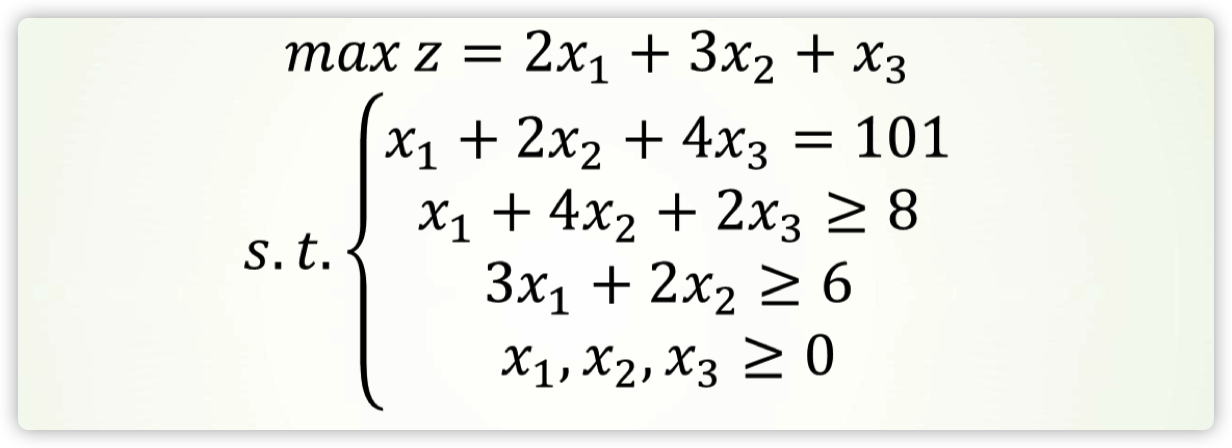 max z = 2x₁ + 3x₂ + x₃
x₁ + 2x₂ + 4x₃ = 101
x₁ + 4x₂ + 2x₃ ≥ 8
s.t.
3x₁ + 2x₂ ≥ 6
x₁, x₂, x₃ ≥ 0